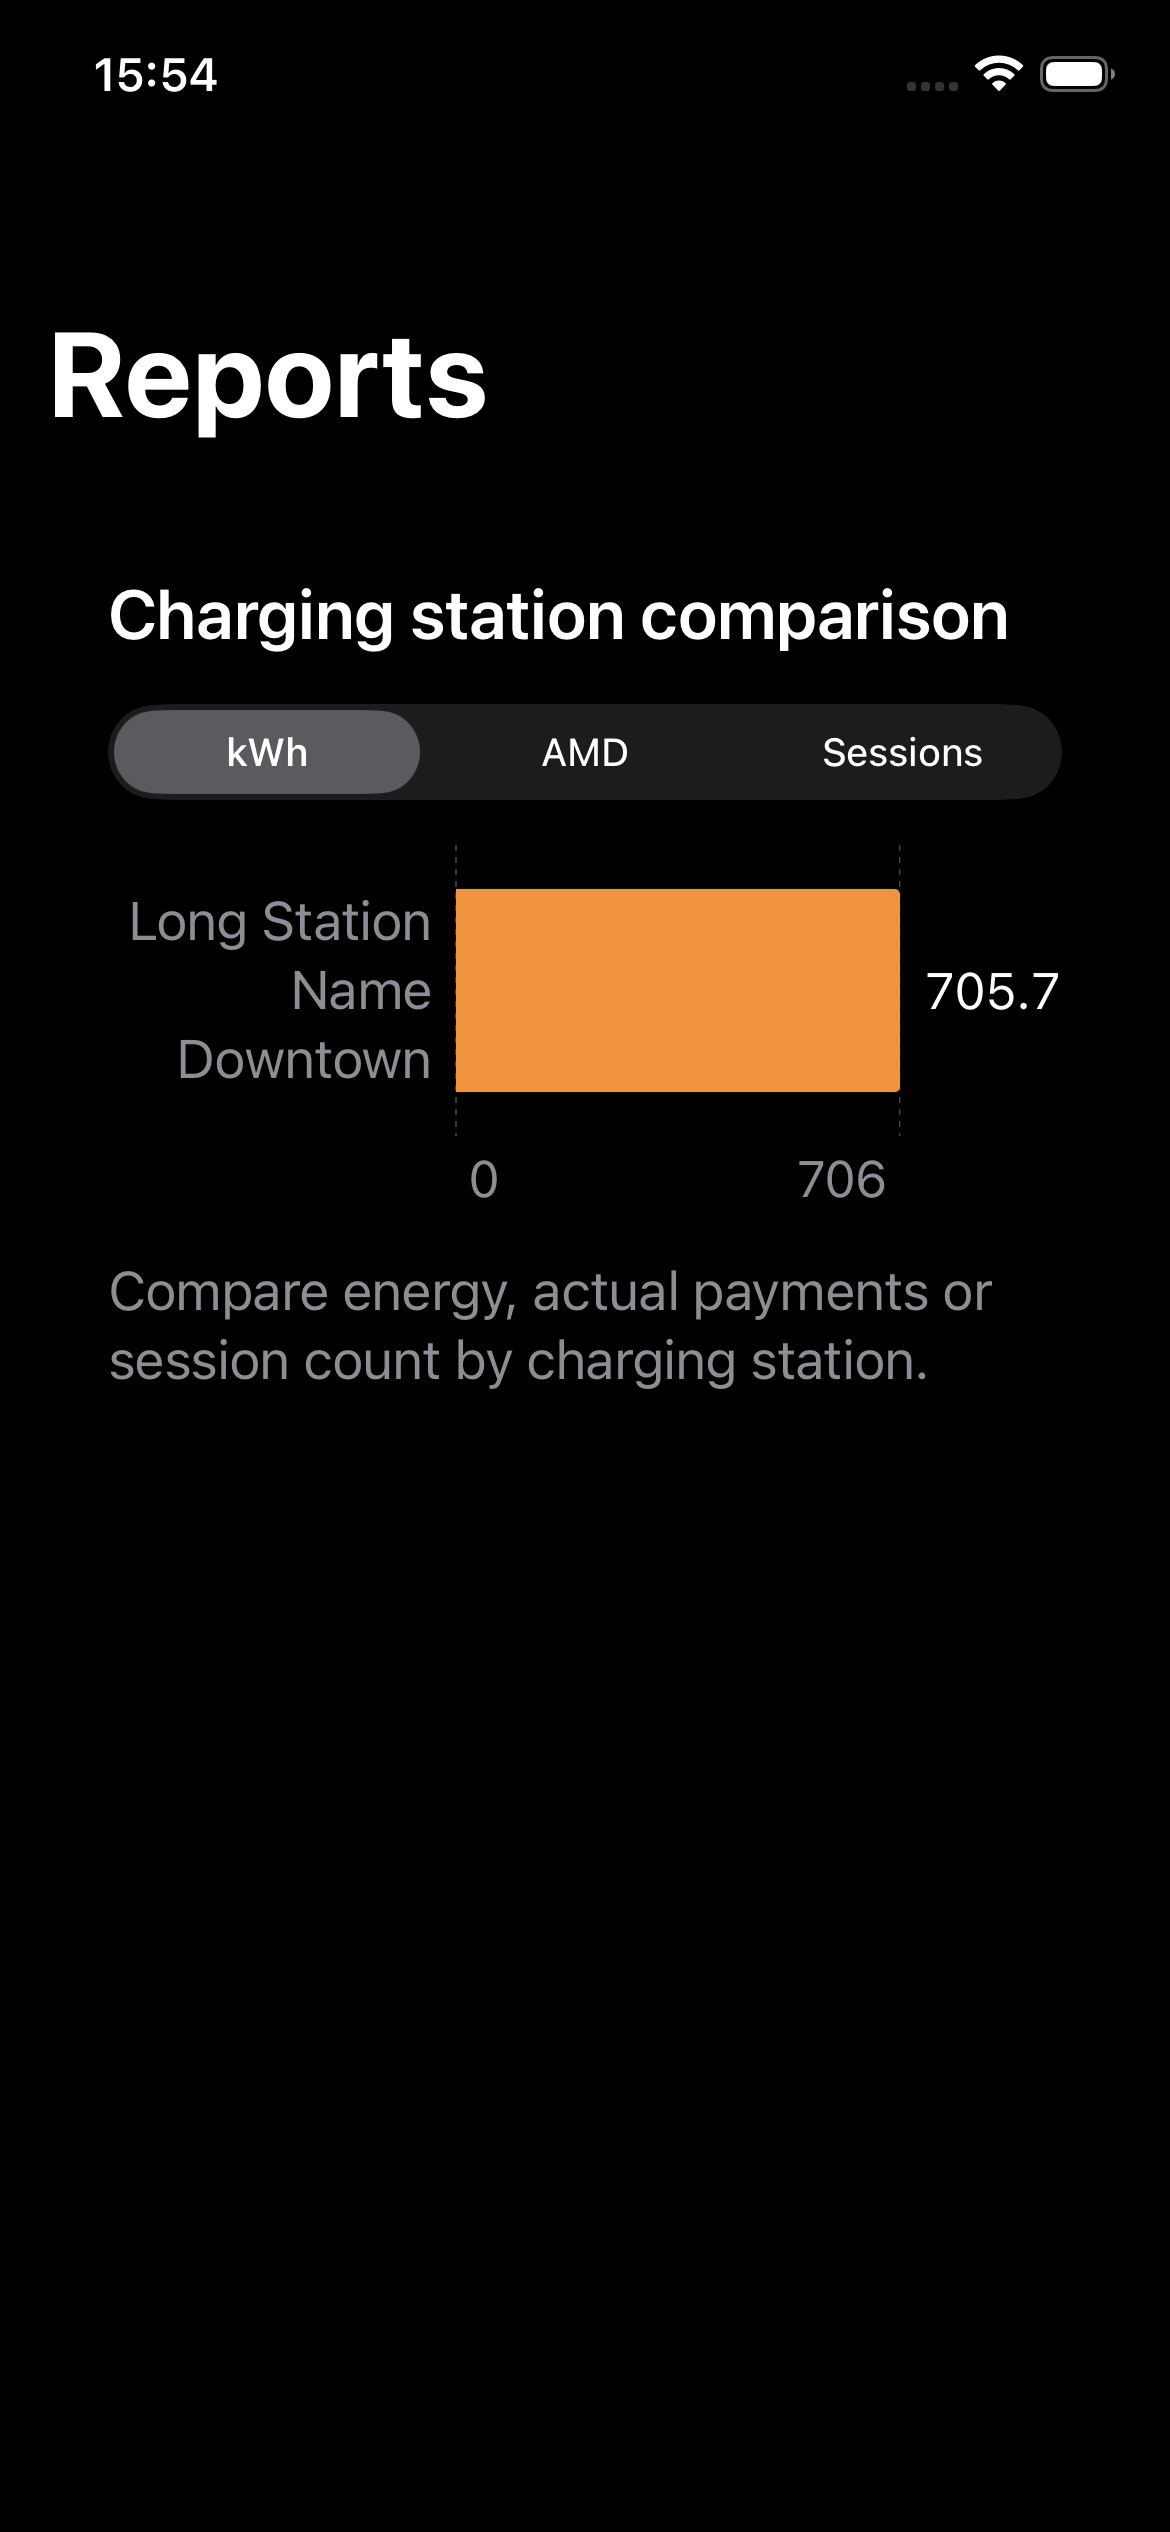 15:54
Reports
Charging station comparison
kWh AMD Sessions
Long Station
Name
Downtown
705.7
0 706
Compare energy, actual payments or
session count by charging station.